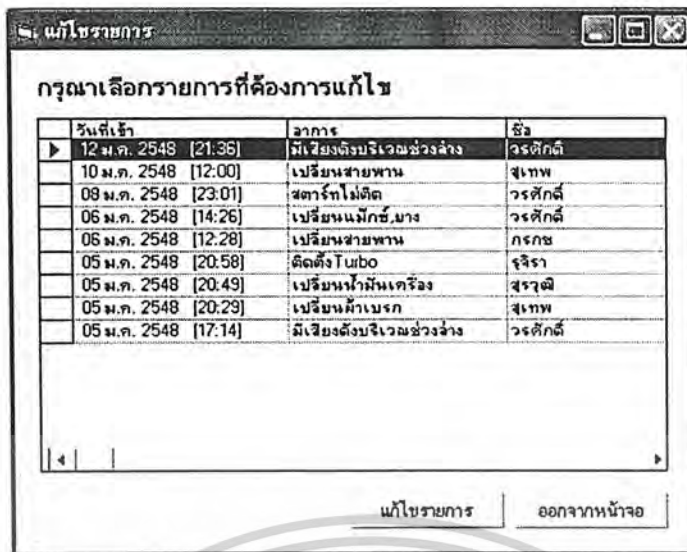 แก้ไขรายการ
กรุณาเลือกรายการที่ต้องการแก้ไข
วันที่เข้า อาการ ชื่อ
12 ม.ค. 2548 [21:36] มีเสียงดังบริเวณช่วงล่าง วรศักดิ์
10 ม.ค. 2548 [12:00] เปลี่ยนสายพาน สุเทพ
08 ม.ค. 2548 [23:01] สตาร์ทไม่ติด วรศักดิ์
06 ม.ค. 2548 [14:26] เปลี่ยนแม็กซ์,ยาง วรศักดิ์
06 ม.ค. 2548 [12:28] เปลี่ยนสายพาน กรกช
05 ม.ค. 2548 [20:58] ติดตั้งTurbo รุจิรา
05 ม.ค. 2548 [20:49] เปลี่ยนน้ำมันเครื่อง สุรวุฒิ
05 ม.ค. 2548 [20:29] เปลี่ยนผ้าเบรก สุเทพ
05 ม.ค. 2548 [17:14] มีเสียงดังบริเวณช่วงล่าง วรศักดิ์
แก้ไขรายการ ออกจากหน้าจอ